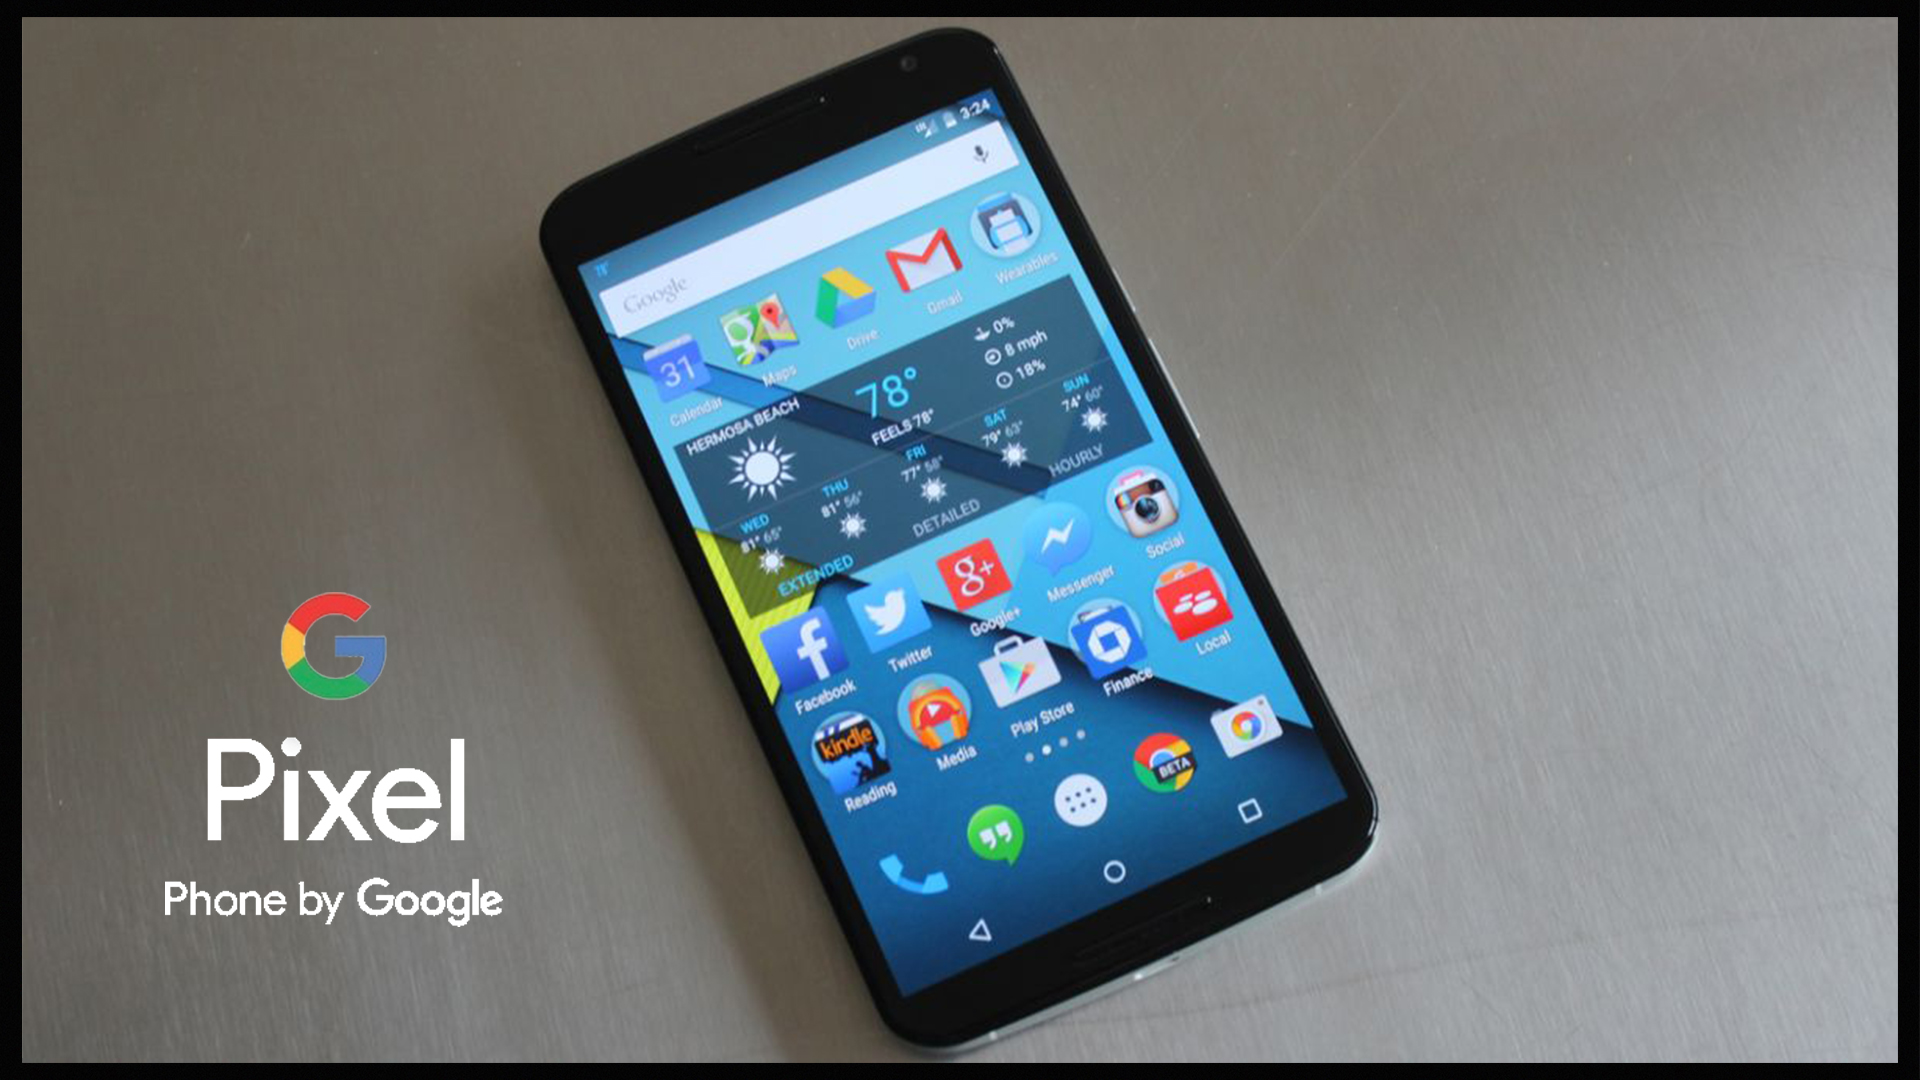 G
Pixel
Phone by Google
3:24
78°
Google
31
Calendar
Maps
Drive
Gmail
Wearables
HERMOSA BEACH
78°
FEELS 78°
0%
8 mph
18%
WED
81° 65°
THU
81° 56°
FRI
77° 58°
SAT
79° 63°
SUN
74° 60°
EXTENDED
DETAILED
HOURLY
Facebook
Twitter
g+
Google+
Messenger
Social
kindle
Reading
Media
Play Store
Finance
Local
BETA